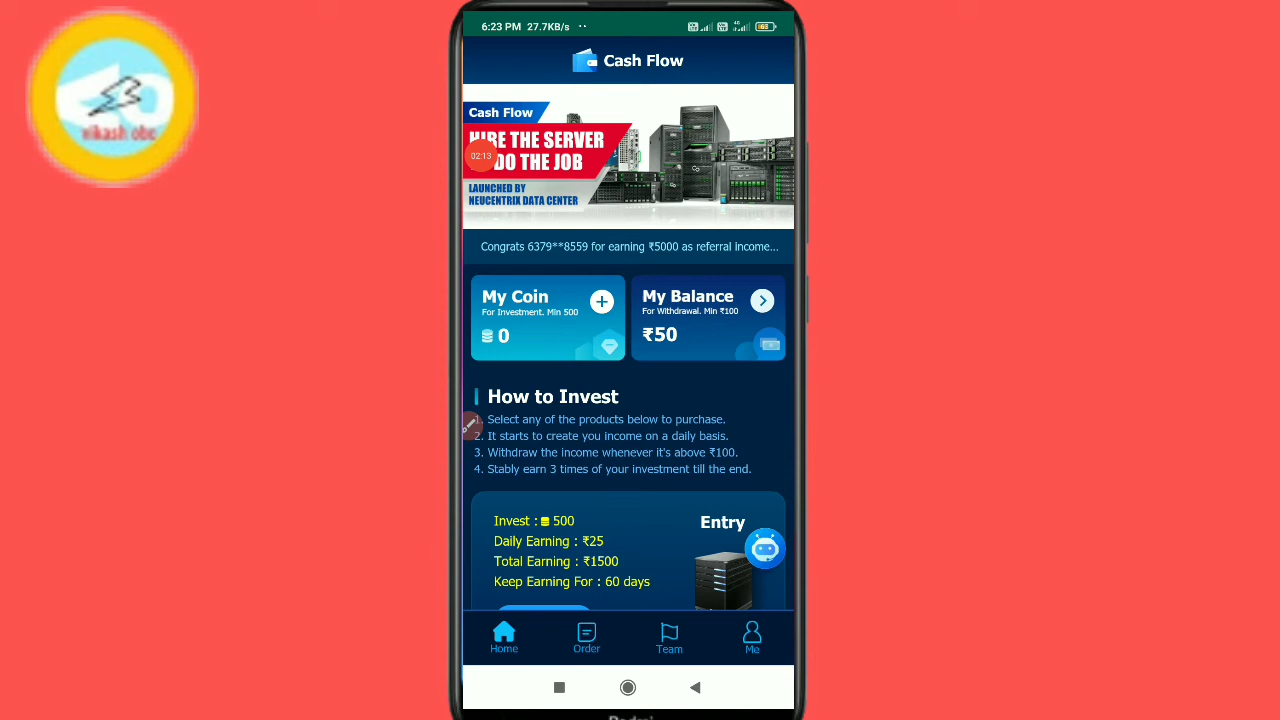 6:23 PM 27.7KB/s
4G
63
Cash Flow
Cash Flow
HIRE THE SERVER
DO THE JOB
02:13
LAUNCHED BY
NEUCENTRIX DATA CENTER
Congrats 6379**8559 for earning ₹5000 as referral income...
My Coin
For Investment. Min 500
0
My Balance
For Withdrawal. Min ₹100
₹50
How to Invest
1. Select any of the products below to purchase.
2. It starts to create you income on a daily basis.
3. Withdraw the income whenever it's above ₹100.
4. Stably earn 3 times of your investment till the end.
Invest : 500
Daily Earning : ₹25
Total Earning : ₹1500
Keep Earning For : 60 days
Entry
Home
Order
Team
Me